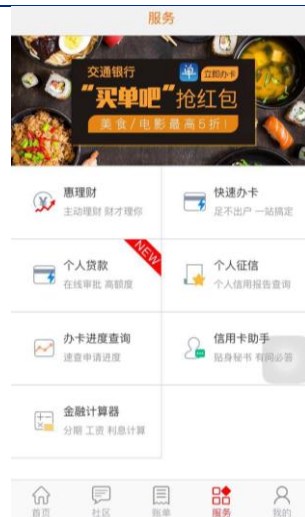 服务
交通银行
单
立即办卡
“买单吧”抢红包
美食/电影最高5折!
惠理财
主动理财 财才理你
快速办卡
足不出户 一站搞定
个人贷款
在线审批 高额度
NEW
个人征信
个人信用报告查询
办卡进度查询
速查申请进度
信用卡助手
贴身秘书 有问必答
金融计算器
分期 工资 利息计算
首页
社区
账单
服务
我的